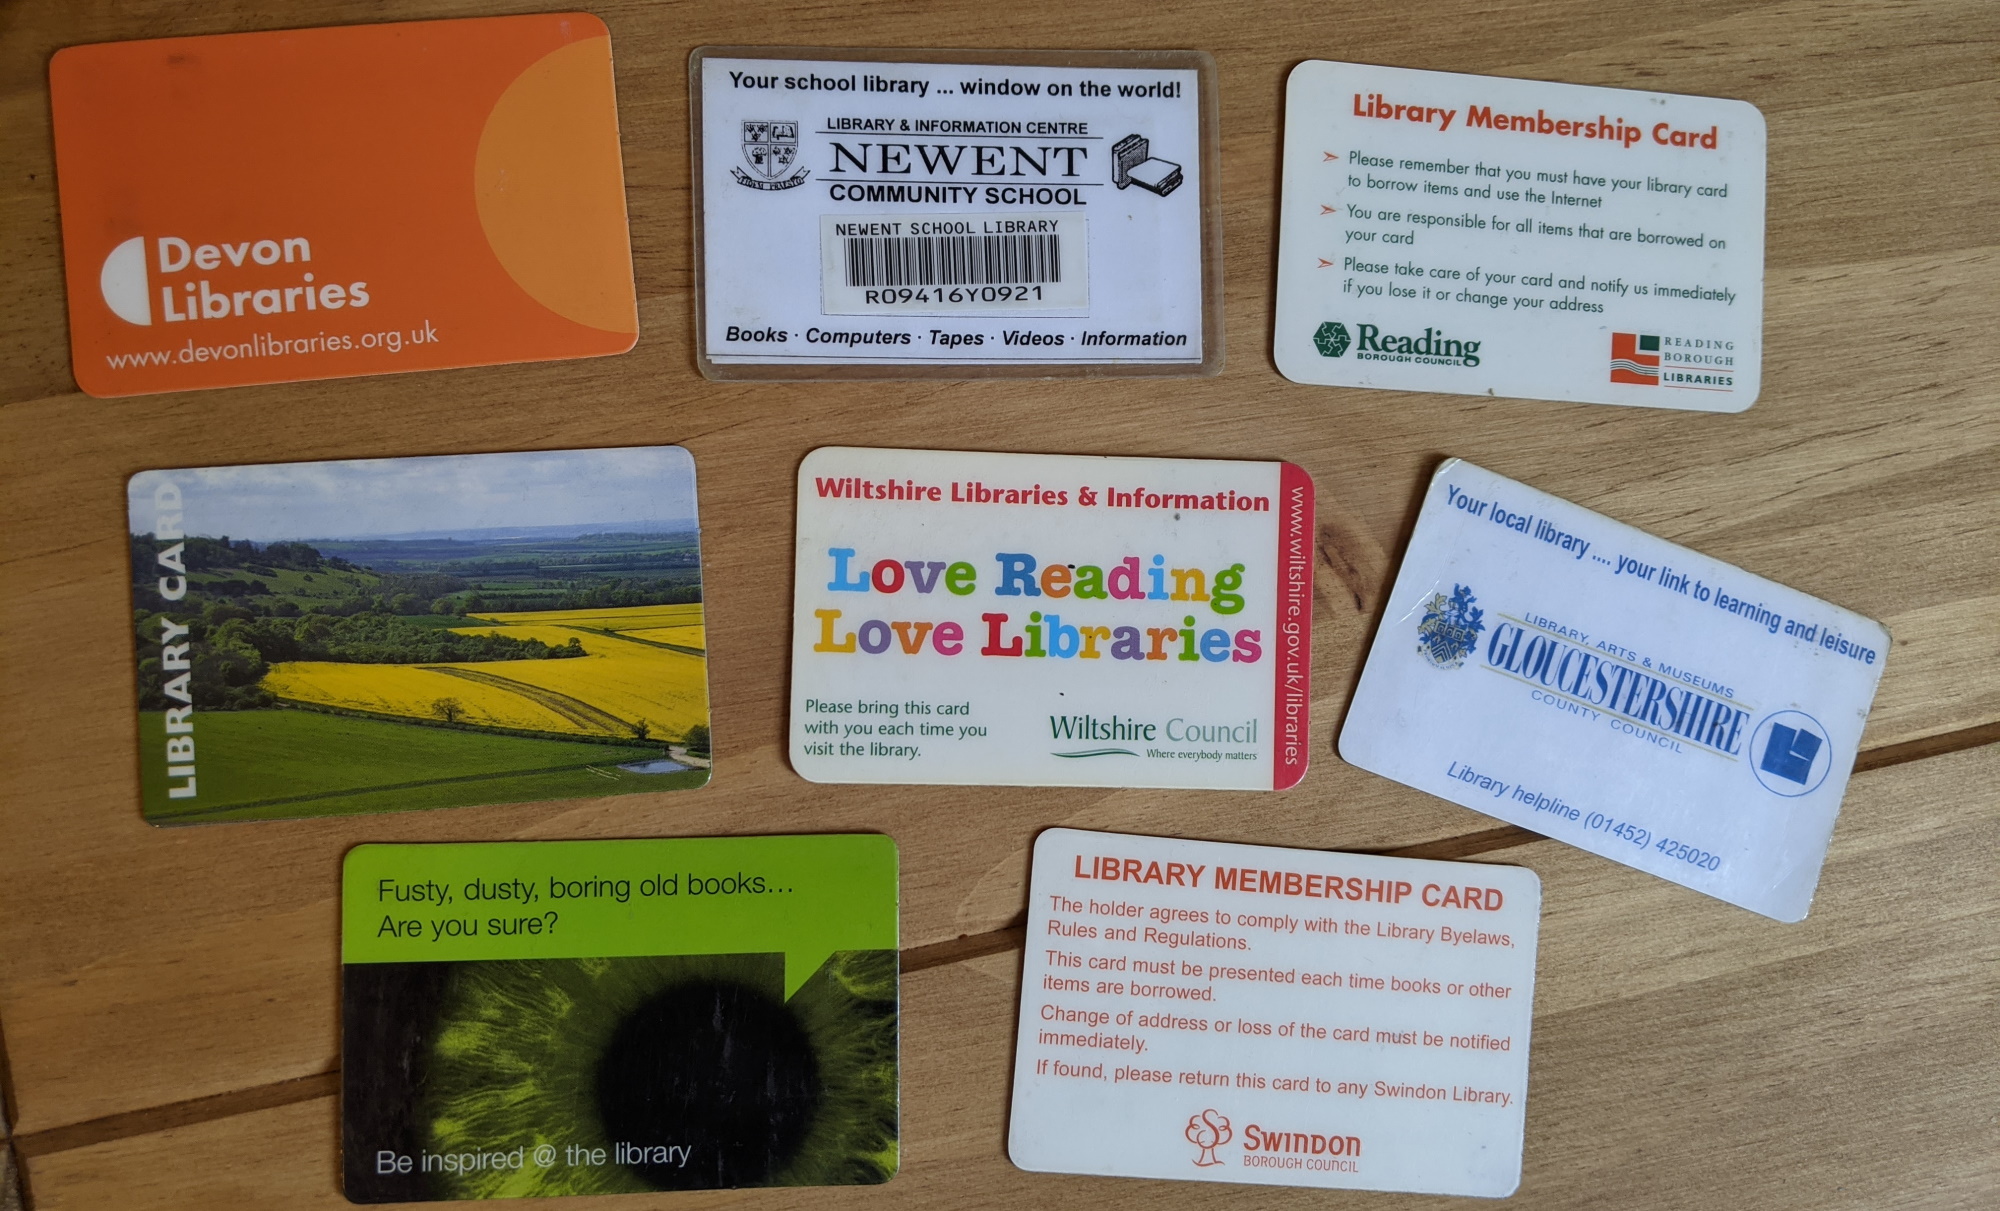 Devon
Libraries
www.devonlibraries.org.uk
Your school library ... window on the world!
LIBRARY & INFORMATION CENTRE
NEWENT
COMMUNITY SCHOOL
NEWENT SCHOOL LIBRARY
R09416Y0921
Books · Computers · Tapes · Videos · Information
Library Membership Card
Please remember that you must have your library card
to borrow items and use the Internet
You are responsible for all items that are borrowed on
your card
Please take care of your card and notify us immediately
if you lose it or change your address
Reading
BOROUGH COUNCIL
READING
BOROUGH
LIBRARIES
LIBRARY CARD
Wiltshire Libraries & Information
Love Reading
Love Libraries
Please bring this card
with you each time you
visit the library.
Wiltshire Council
Where everybody matters
www.wiltshire.gov.uk/libraries
Your local library .... your link to learning and leisure
LIBRARY, ARTS & MUSEUMS
GLOUCESTERSHIRE
COUNTY COUNCIL
Library helpline (01452) 425020
Fusty, dusty, boring old books...
Are you sure?
Be inspired @ the library
LIBRARY MEMBERSHIP CARD
The holder agrees to comply with the Library Byelaws,
Rules and Regulations.
This card must be presented each time books or other
items are borrowed.
Change of address or loss of the card must be notified
immediately.
If found, please return this card to any Swindon Library.
SWINDON
BOROUGH COUNCIL